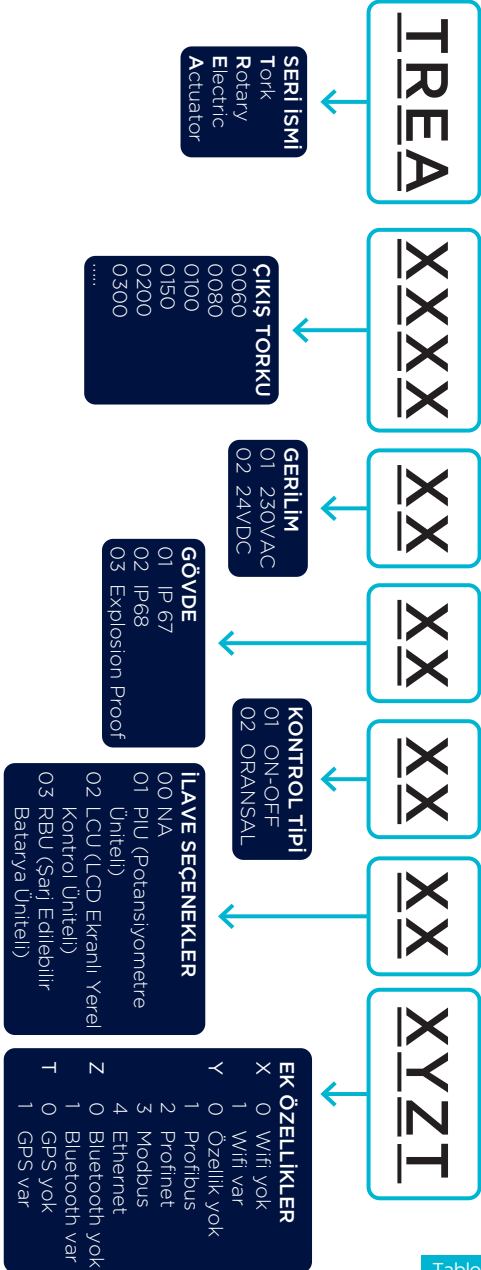 TREA XXXX XX XX XX XX XYZT
SERİ İSMİ
Tork
Rotary
Electric
Actuator
ÇIKIŞ TORKU
0060
0080
0100
0150
0200
0300
.....
GERİLİM
01 230VAC
02 24VDC
GÖVDE
01 IP 67
02 IP68
03 Explosion Proof
KONTROL TİPİ
01 ON-OFF
02 ORANSAL
İLAVE SEÇENEKLER
00 NA
01 PIU (Potansiyometre
Üniteli)
02 LCU (LCD Ekranlı Yerel
Kontrol Üniteli)
03 RBU (Şarj Edilebilir
Batarya Üniteli)
EK ÖZELLİKLER
X 0 Wifi yok
1 Wifi var
Y 0 Özellik yok
1 Profibus
2 Profinet
3 Modbus
4 Ethernet
Z 0 Bluetooth yok
1 Bluetooth var
T 0 GPS yok
1 GPS var